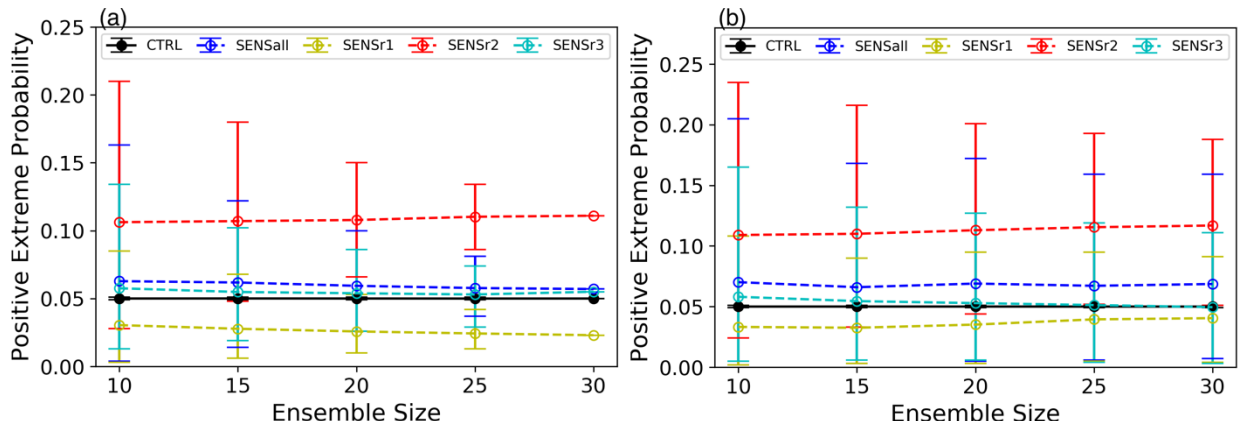 (a)
CTRL SENSall SENSr1 SENSr2 SENSr3
Positive Extreme Probability
0.25
0.20
0.15
0.10
0.05
0.00
10 15 20 25 30
Ensemble Size
(b)
CTRL SENSall SENSr1 SENSr2 SENSr3
Positive Extreme Probability
0.25
0.20
0.15
0.10
0.05
0.00
10 15 20 25 30
Ensemble Size